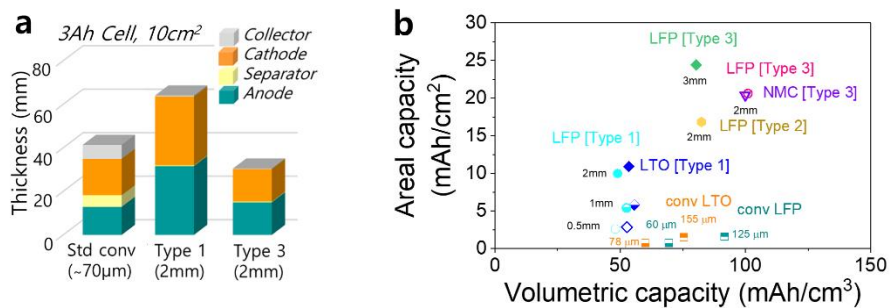 a
3Ah Cell, 10cm²
Collector
Cathode
Separator
Anode
Thickness (mm)
80
60
40
20
0
Std conv
(~70μm)
Type 1
(2mm)
Type 3
(2mm)
b
Areal capacity
(mAh/cm²)
30
25
20
15
10
5
0
LFP [Type 3]
3mm
LFP [Type 3]
NMC [Type 3]
2mm
LFP [Type 2]
2mm
LFP [Type 1]
2mm
LTO [Type 1]
1mm
0.5mm
conv LTO
155 μm
78 μm
60 μm
conv LFP
125 μm
0
50
100
150
Volumetric capacity (mAh/cm³)